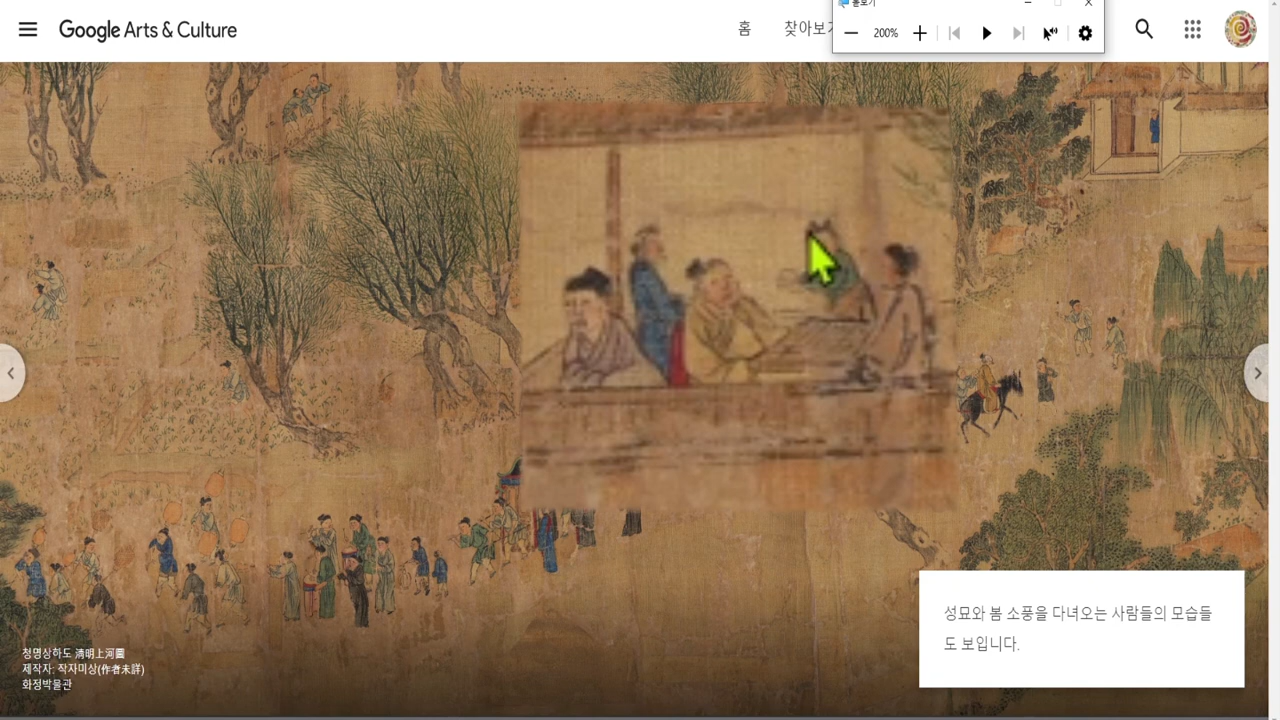 돋보기
200%
Google Arts & Culture
홈
찾아보기
성묘와 봄 소풍을 다녀오는 사람들의 모습들
도 보입니다.
청명상하도 清明上河圖
제작자: 작자미상(作者未詳)
화정박물관